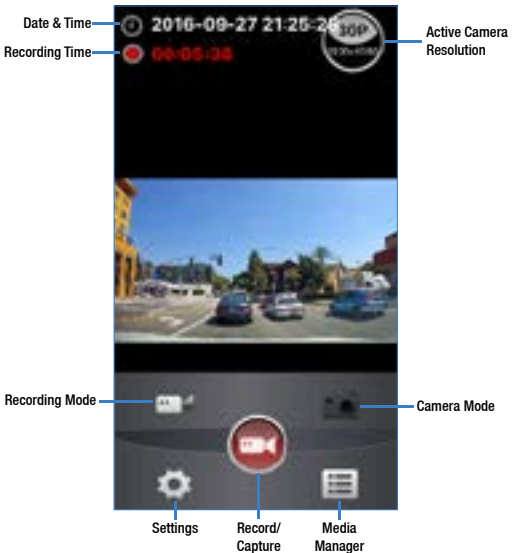 Date & Time
2016-09-27 21:25:26
30P
Active Camera
Resolution
Recording Time
00:05:38
Recording Mode
Camera Mode
Settings
Record/
Capture
Media
Manager